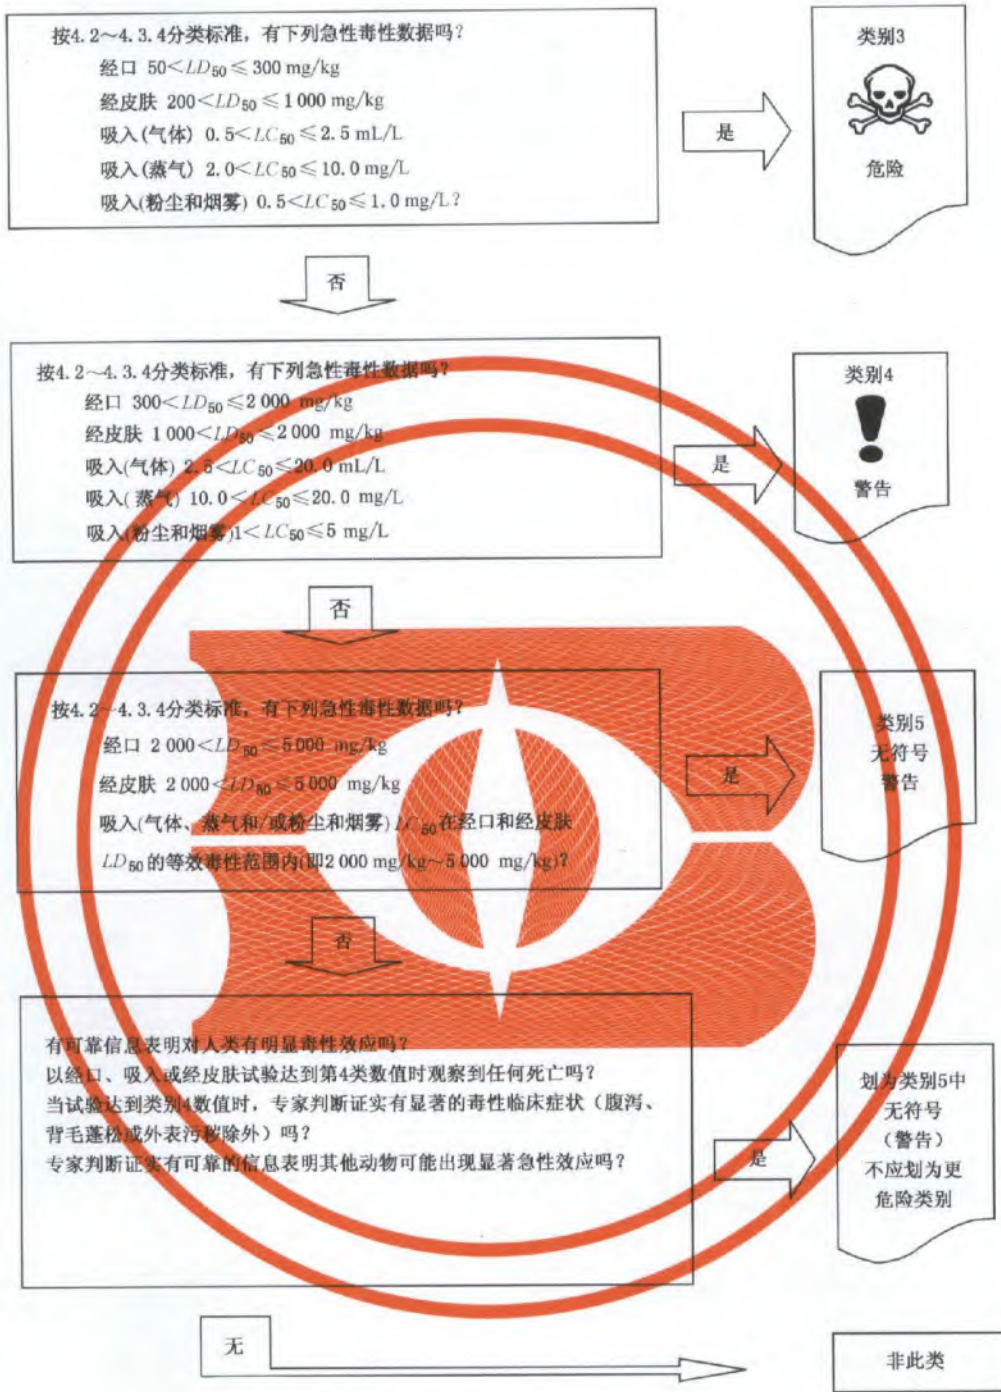 按4.2～4.3.4分类标准，有下列急性毒性数据吗？
经口 50<LD50≤300 mg/kg
经皮肤 200<LD50≤1 000 mg/kg
吸入(气体) 0.5<LC50≤2.5 mL/L
吸入(蒸气) 2.0<LC50≤10.0 mg/L
吸入(粉尘和烟雾) 0.5<LC50≤1.0 mg/L？
是
类别3
危险
否
按4.2～4.3.4分类标准，有下列急性毒性数据吗？
经口 300<LD50≤2 000 mg/kg
经皮肤 1 000<LD50≤2 000 mg/kg
吸入(气体) 2.5<LC50≤20.0 mL/L
吸入(蒸气) 10.0<LC50≤20.0 mg/L
吸入(粉尘和烟雾)1<LC50≤5 mg/L
是
类别4
警告
否
按4.2～4.3.4分类标准，有下列急性毒性数据吗？
经口 2 000<LD50≤5 000 mg/kg
经皮肤 2 000<LD50≤5 000 mg/kg
吸入(气体、蒸气和/或粉尘和烟雾)LC50在经口和经皮肤
LD50的等效毒性范围内(即2 000 mg/kg～5 000 mg/kg)？
是
类别5
无符号
警告
否
有可靠信息表明对人类有明显毒性效应吗？
以经口、吸入或经皮肤试验达到第4类数值时观察到任何死亡吗？
当试验达到类别4数值时，专家判断证实有显著的毒性临床症状（腹泻、
背毛蓬松或外表污秽除外）吗？
专家判断证实有可靠的信息表明其他动物可能出现显著急性效应吗？
是
划为类别5中
无符号
（警告）
不应划为更
危险类别
无
非此类